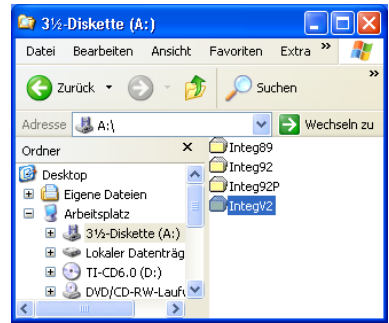 3½-Diskette (A:)
Datei Bearbeiten Ansicht Favoriten Extra »
Zurück Suchen »
Adresse A:\ Wechseln zu
Ordner x
Desktop
Eigene Dateien
Arbeitsplatz
3½-Diskette (A:)
Lokaler Datenträg
TI-CD6.0 (D:)
DVD/CD-RW-Laufv
Integ89
Integ92
Integ92P
IntegV2